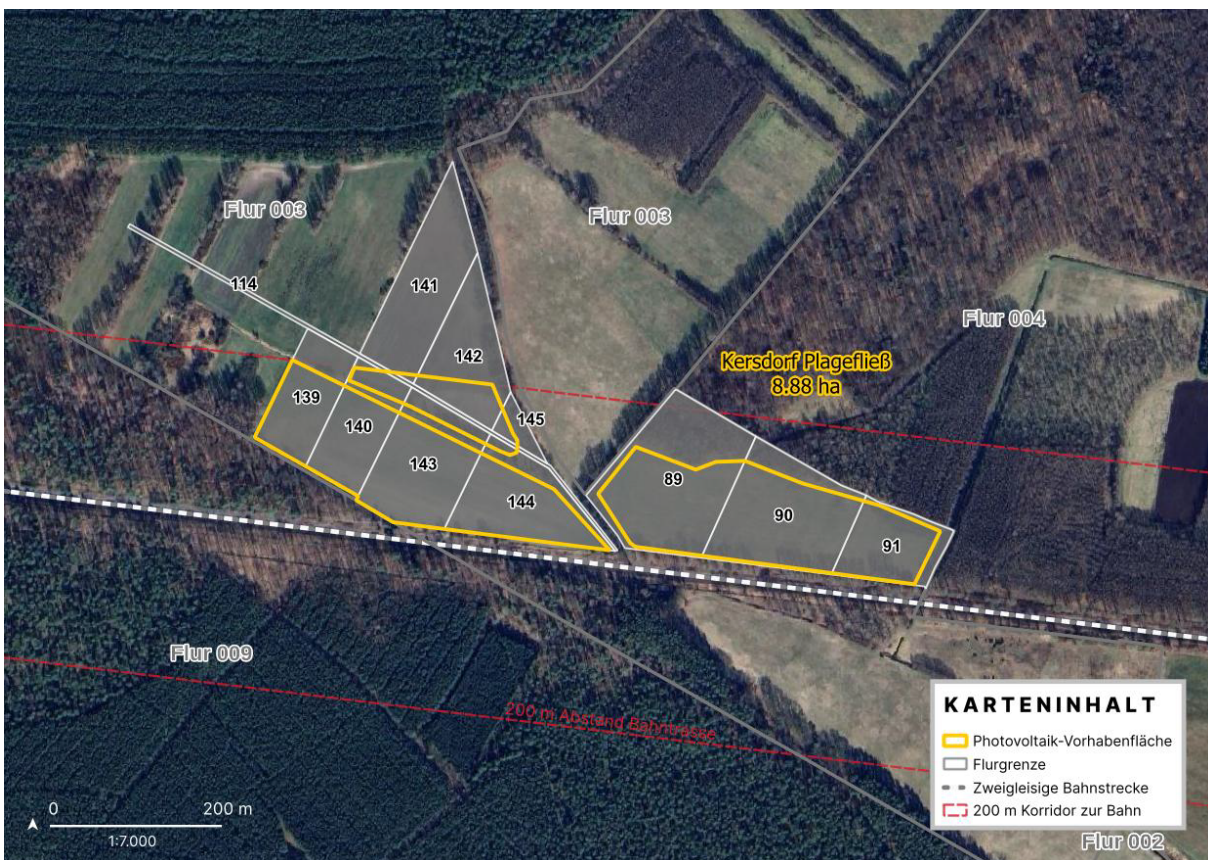 Flur 003
Flur 003
114
141
142
Flur 004
Kersdorf Plagefließ
8.88 ha
139
140
145
143
144
89
90
91
Flur 009
200 m Abstand Bahntrasse
KARTENINHALT
Photovoltaik-Vorhabenfläche
Flurgrenze
Zweigleisige Bahnstrecke
200 m Korridor zur Bahn
0 200 m
1:7.000
Flur 002